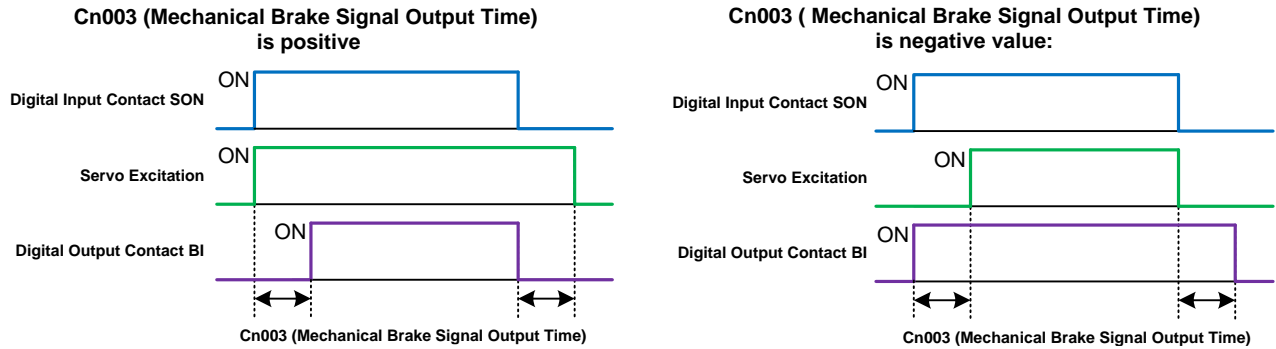 Cn003 (Mechanical Brake Signal Output Time)
is positive
ON
Digital Input Contact SON
ON
Servo Excitation
ON
Digital Output Contact BI
Cn003 (Mechanical Brake Signal Output Time)
Cn003 ( Mechanical Brake Signal Output Time)
is negative value:
ON
Digital Input Contact SON
ON
Servo Excitation
ON
Digital Output Contact BI
Cn003 (Mechanical Brake Signal Output Time)